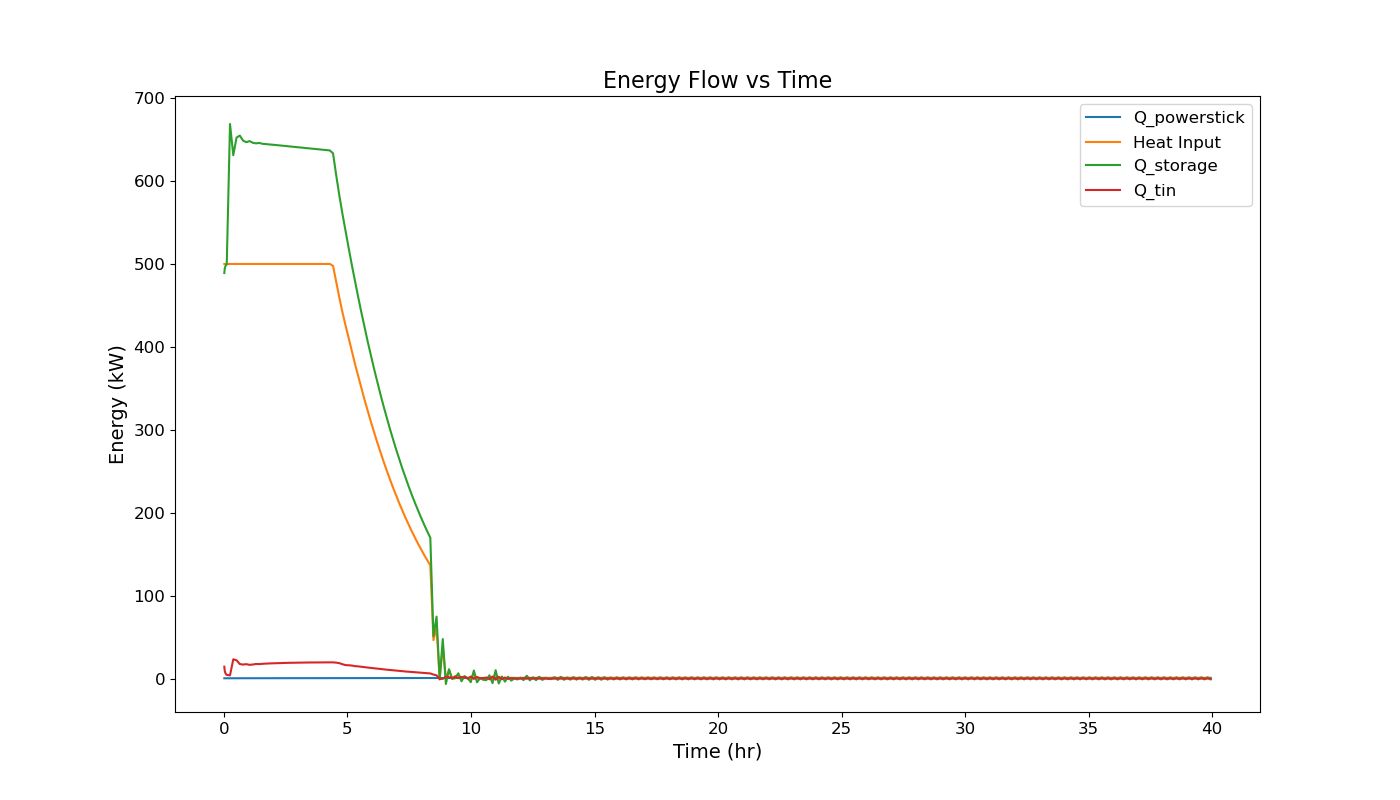 Energy Flow vs Time
Q_powerstick
Heat Input
Q_storage
Q_tin
700
600
500
400
300
200
100
0
Energy (kW)
0 5 10 15 20 25 30 35 40
Time (hr)